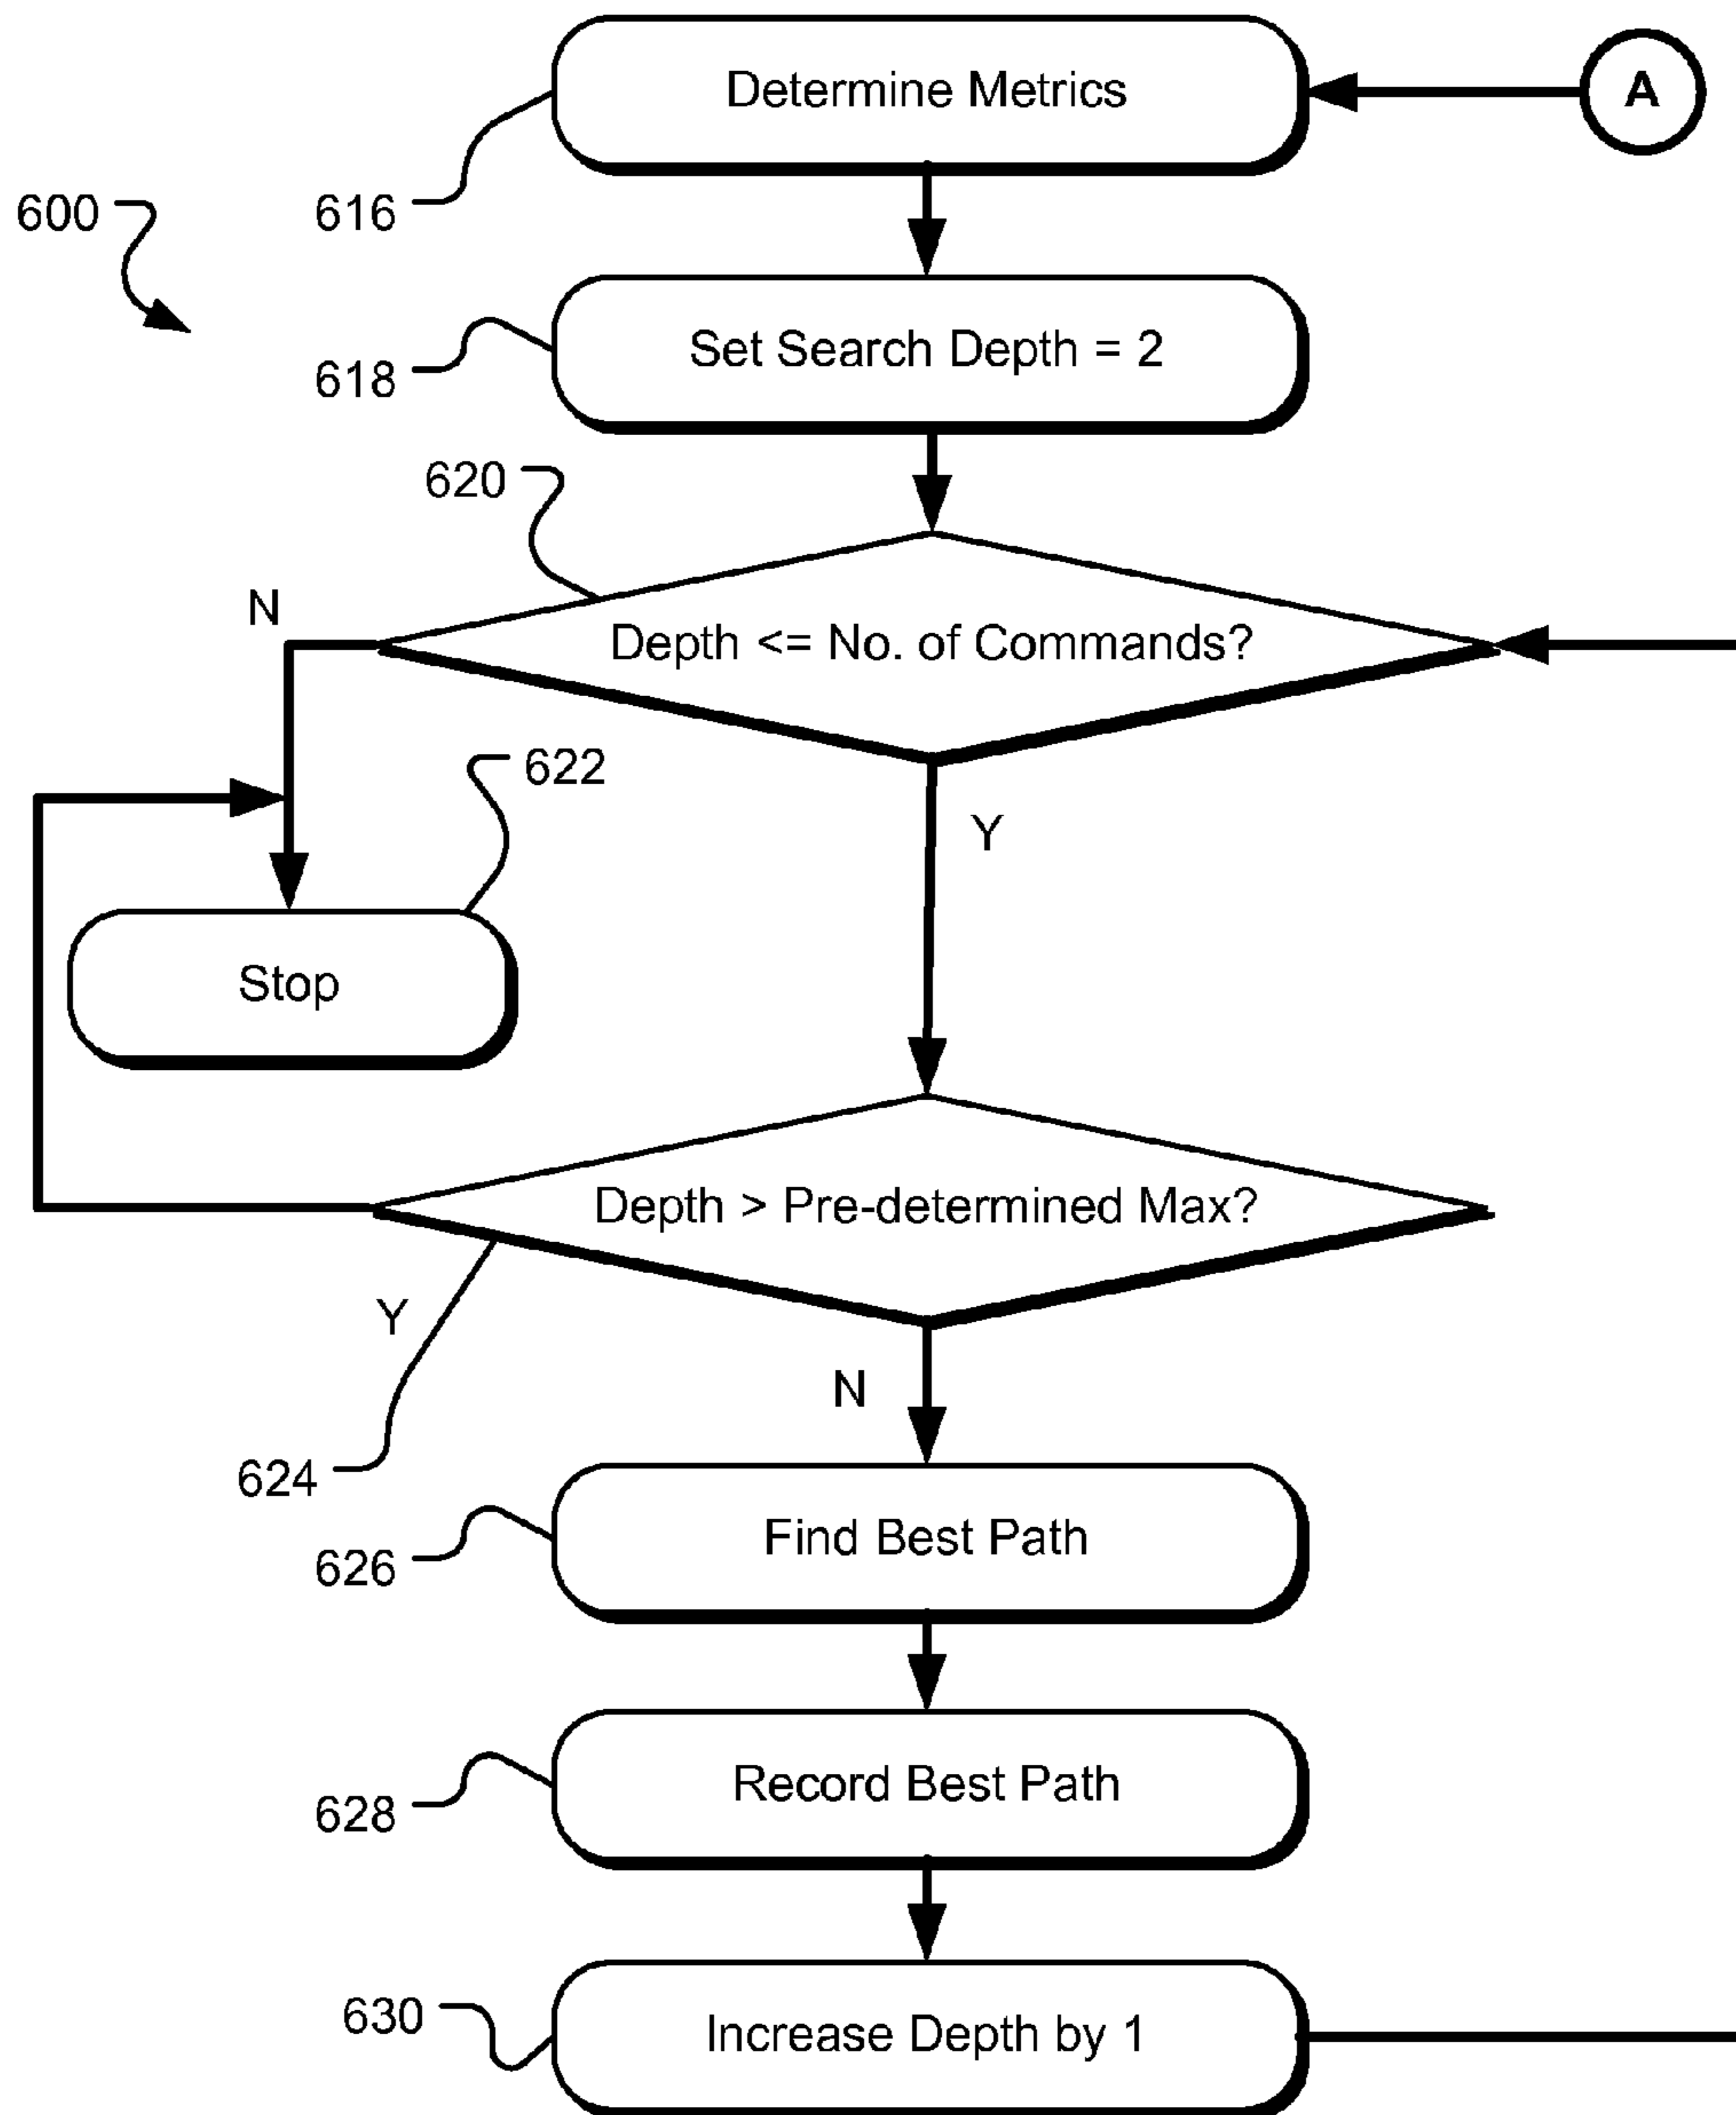 Determine Metrics
A
600
616
Set Search Depth = 2
618
620
N
Depth <= No. of Commands?
622
Y
Stop
Depth > Pre-determined Max?
Y
N
624
Find Best Path
626
Record Best Path
628
630
Increase Depth by 1